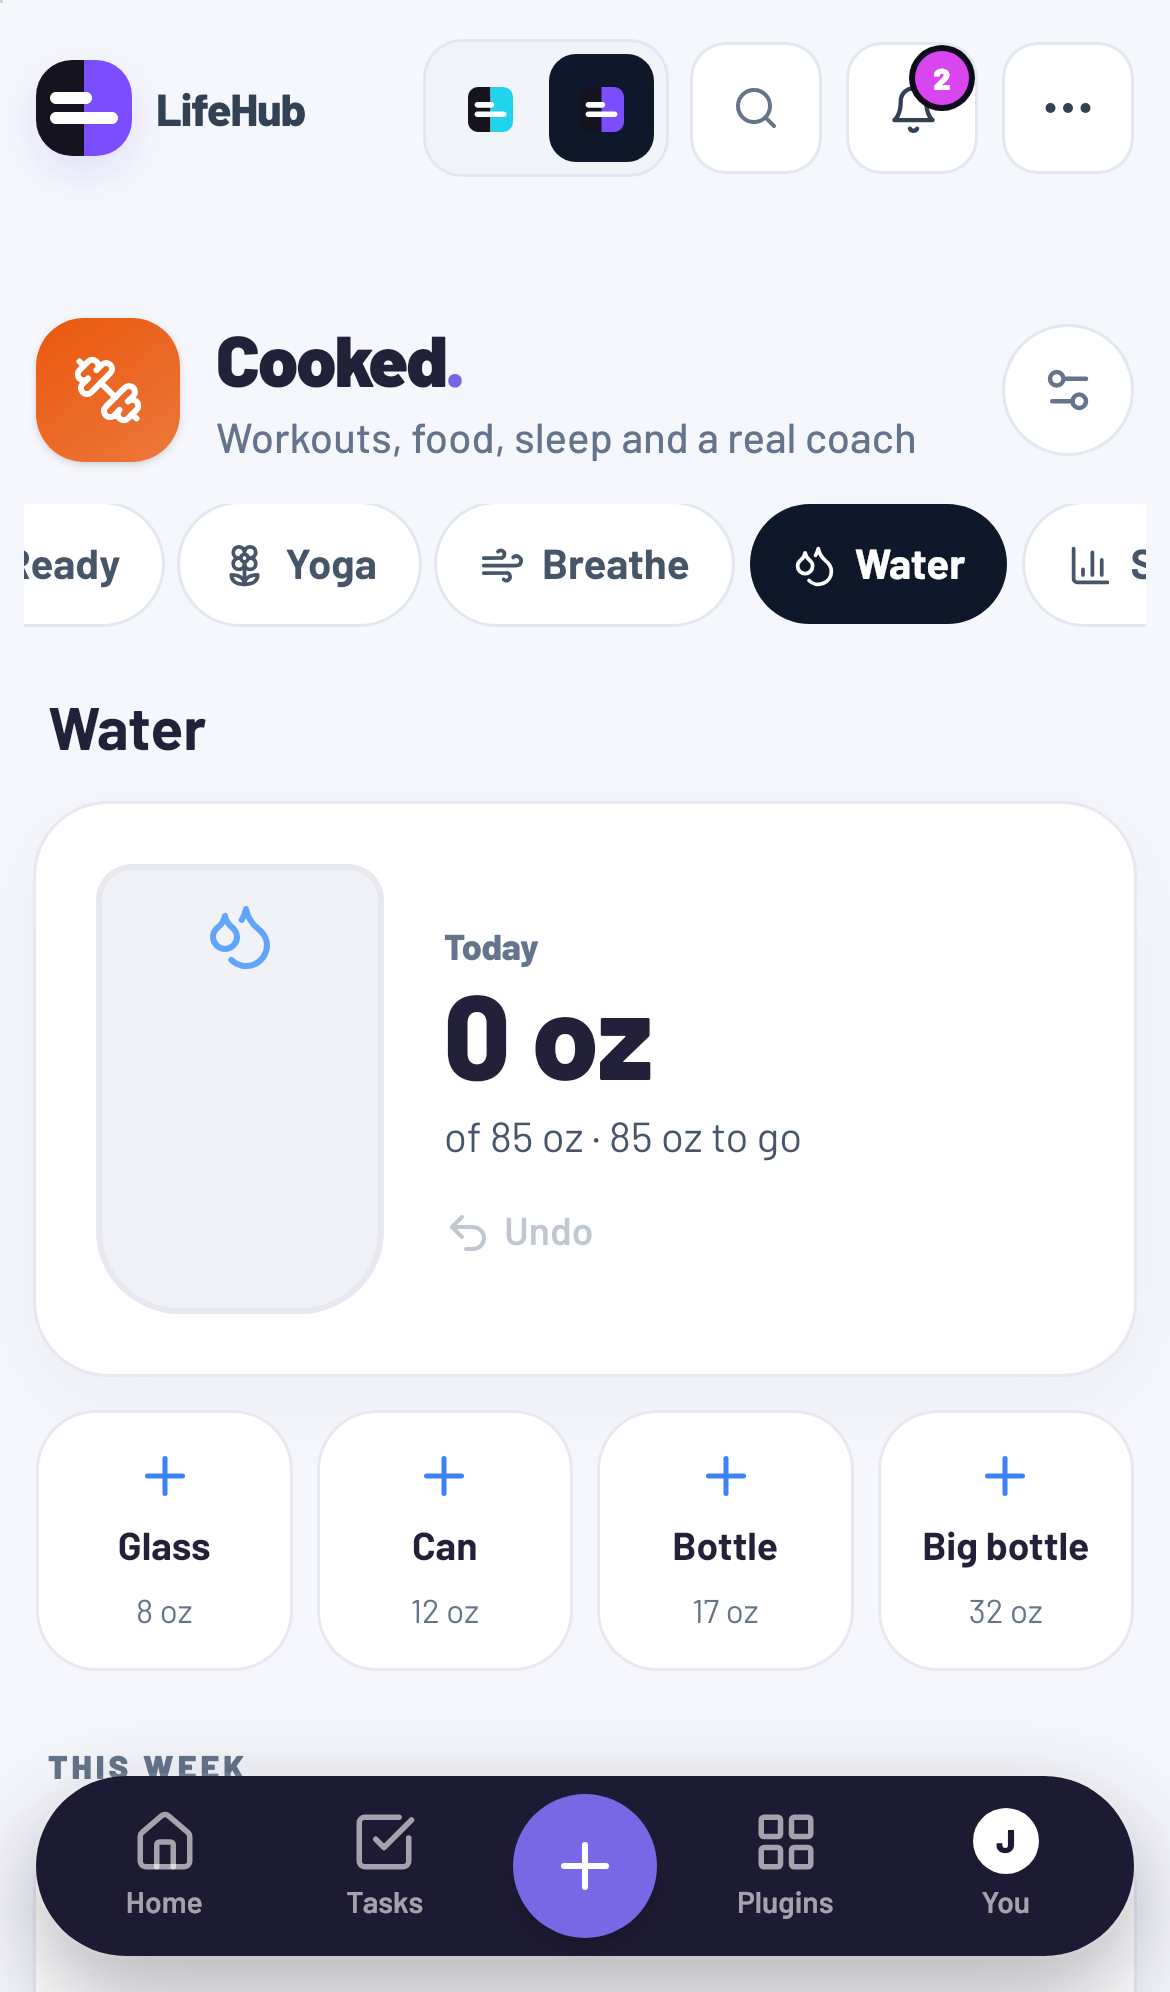 LifeHub
2
Cooked.
Workouts, food, sleep and a real coach
Ready
Yoga
Breathe
Water
S
Water
Today
0 oz
of 85 oz · 85 oz to go
Undo
Glass
8 oz
Can
12 oz
Bottle
17 oz
Big bottle
32 oz
THIS WEEK
Home
Tasks
Plugins
J
You